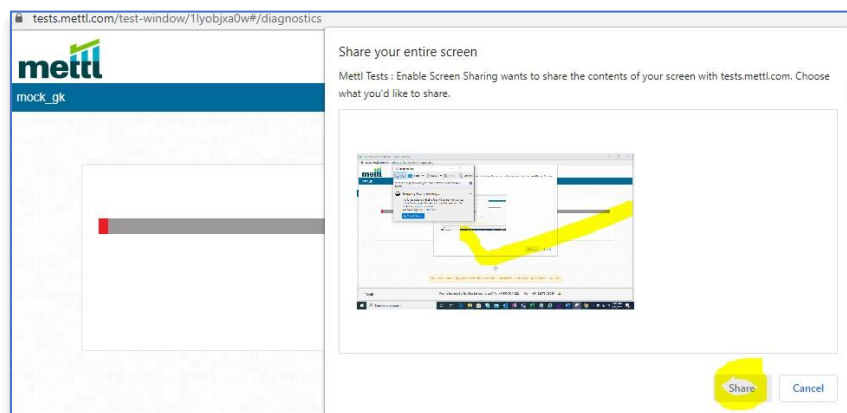 tests.mettl.com/test-window/1lyobjxa0w#/diagnostics
mettl
mock_gk
Share your entire screen
Mettl Tests : Enable Screen Sharing wants to share the contents of your screen with tests.mettl.com. Choose
what you'd like to share.
mettl
Share
Cancel